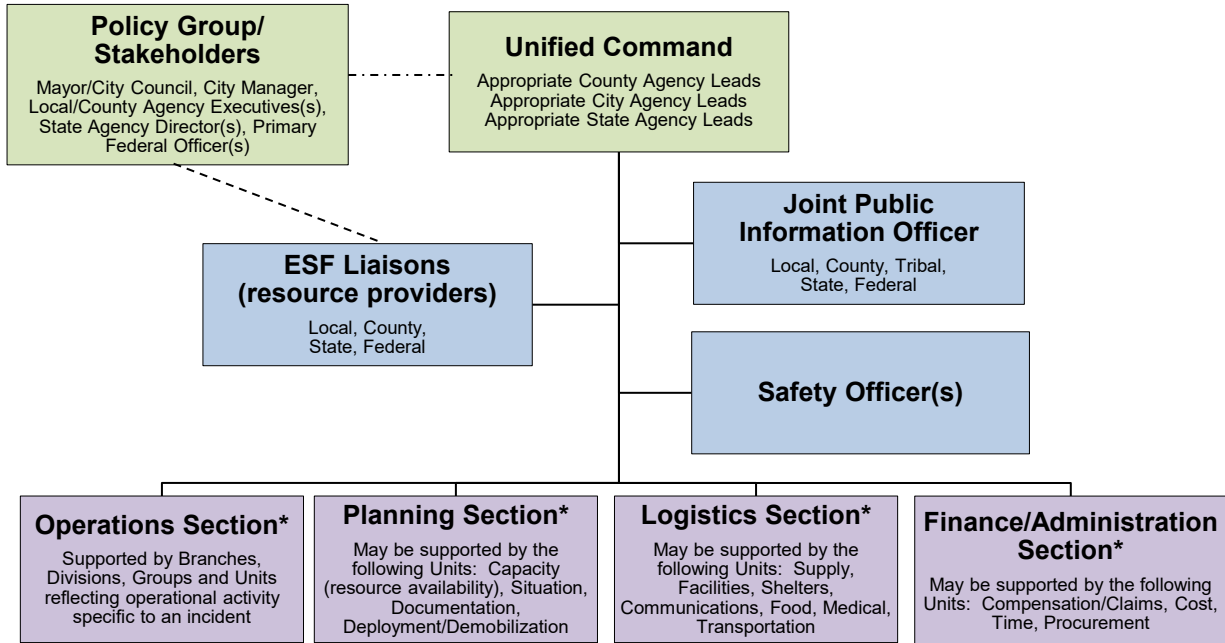 Policy Group/
Stakeholders
Mayor/City Council, City Manager,
Local/County Agency Executives(s),
State Agency Director(s), Primary
Federal Officer(s)
Unified Command
Appropriate County Agency Leads
Appropriate City Agency Leads
Appropriate State Agency Leads
Joint Public
Information Officer
Local, County, Tribal,
State, Federal
ESF Liaisons
(resource providers)
Local, County,
State, Federal
Safety Officer(s)
Operations Section*
Supported by Branches,
Divisions, Groups and Units
reflecting operational activity
specific to an incident
Planning Section*
May be supported by the
following Units: Capacity
(resource availability), Situation,
Documentation,
Deployment/Demobilization
Logistics Section*
May be supported by the
following Units: Supply,
Facilities, Shelters,
Communications, Food, Medical,
Transportation
Finance/Administration
Section*
May be supported by the following
Units: Compensation/Claims, Cost,
Time, Procurement